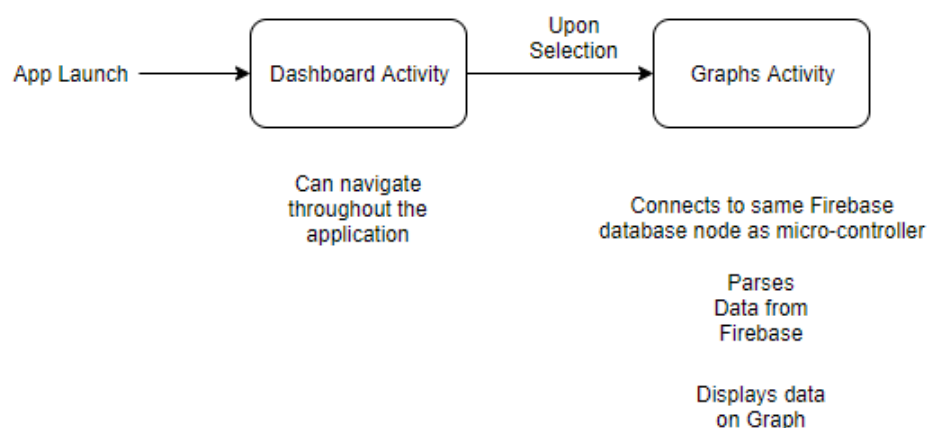 App Launch
Dashboard Activity
Upon
Selection
Graphs Activity
Can navigate
throughout the
application
Connects to same Firebase
database node as micro-controller
Parses
Data from
Firebase
Displays data
on Graph